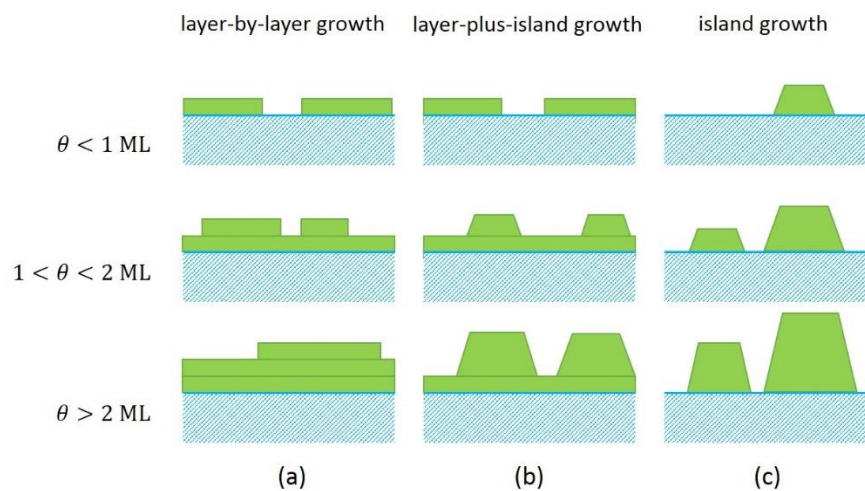 layer-by-layer growth layer-plus-island growth island growth
θ < 1 ML
1 < θ < 2 ML
θ > 2 ML
(a) (b) (c)